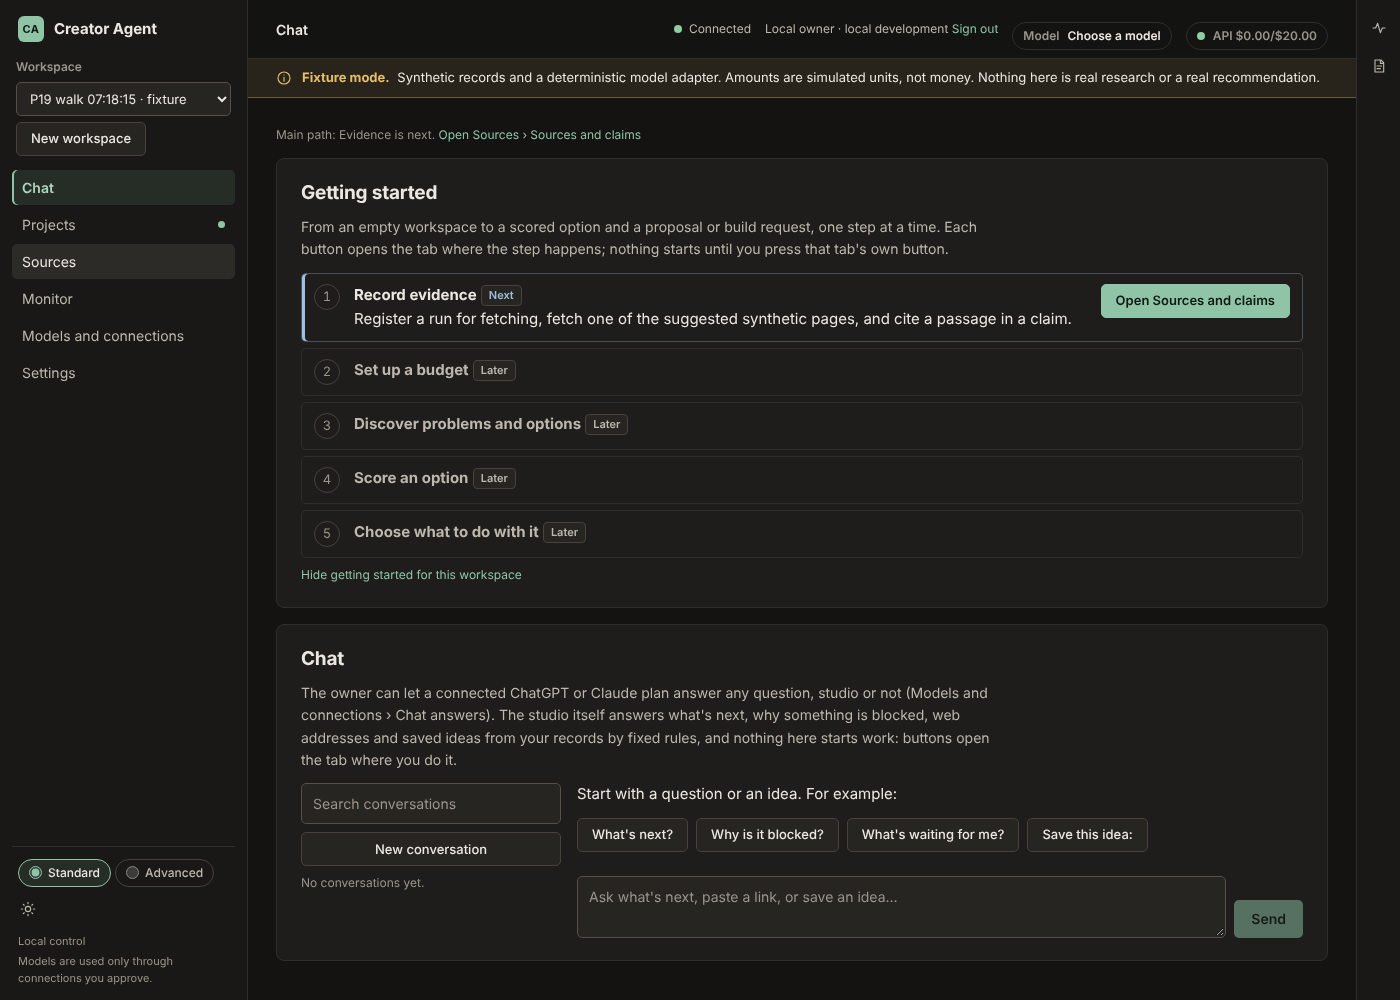 CA Creator Agent
Workspace
P19 walk 07:18:15 · fixture
New workspace
Chat
Projects
Sources
Monitor
Models and connections
Settings
Standard
Advanced
Local control
Models are used only through
connections you approve.
Chat
Connected
Local owner · local development Sign out
Model Choose a model
API $0.00/$20.00
Fixture mode. Synthetic records and a deterministic model adapter. Amounts are simulated units, not money. Nothing here is real research or a real recommendation.
Main path: Evidence is next. Open Sources › Sources and claims
Getting started
From an empty workspace to a scored option and a proposal or build request, one step at a time. Each
button opens the tab where the step happens; nothing starts until you press that tab's own button.
1 Record evidence Next
Register a run for fetching, fetch one of the suggested synthetic pages, and cite a passage in a claim.
Open Sources and claims
2 Set up a budget Later
3 Discover problems and options Later
4 Score an option Later
5 Choose what to do with it Later
Hide getting started for this workspace
Chat
The owner can let a connected ChatGPT or Claude plan answer any question, studio or not (Models and
connections › Chat answers). The studio itself answers what's next, why something is blocked, web
addresses and saved ideas from your records by fixed rules, and nothing here starts work: buttons open
the tab where you do it.
Search conversations
New conversation
No conversations yet.
Start with a question or an idea. For example:
What's next?
Why is it blocked?
What's waiting for me?
Save this idea:
Ask what's next, paste a link, or save an idea...
Send